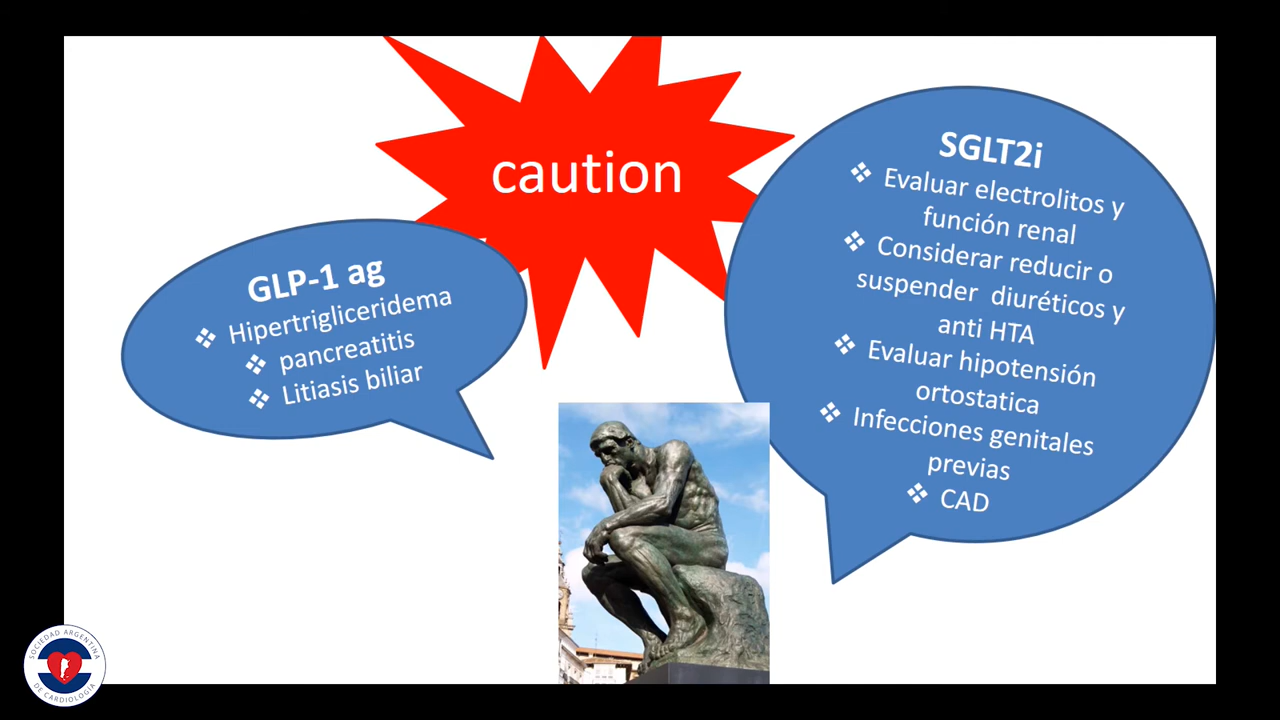 caution
GLP-1 ag
❖ Hipertrigliceridema
❖ pancreatitis
❖ Litiasis biliar
SGLT2i
❖ Evaluar electrolitos y
función renal
❖ Considerar reducir o
suspender diuréticos y
anti HTA
❖ Evaluar hipotensión
ortostatica
❖ Infecciones genitales
previas
❖ CAD
SOCIEDAD ARGENTINA
DE CARDIOLOGÍA